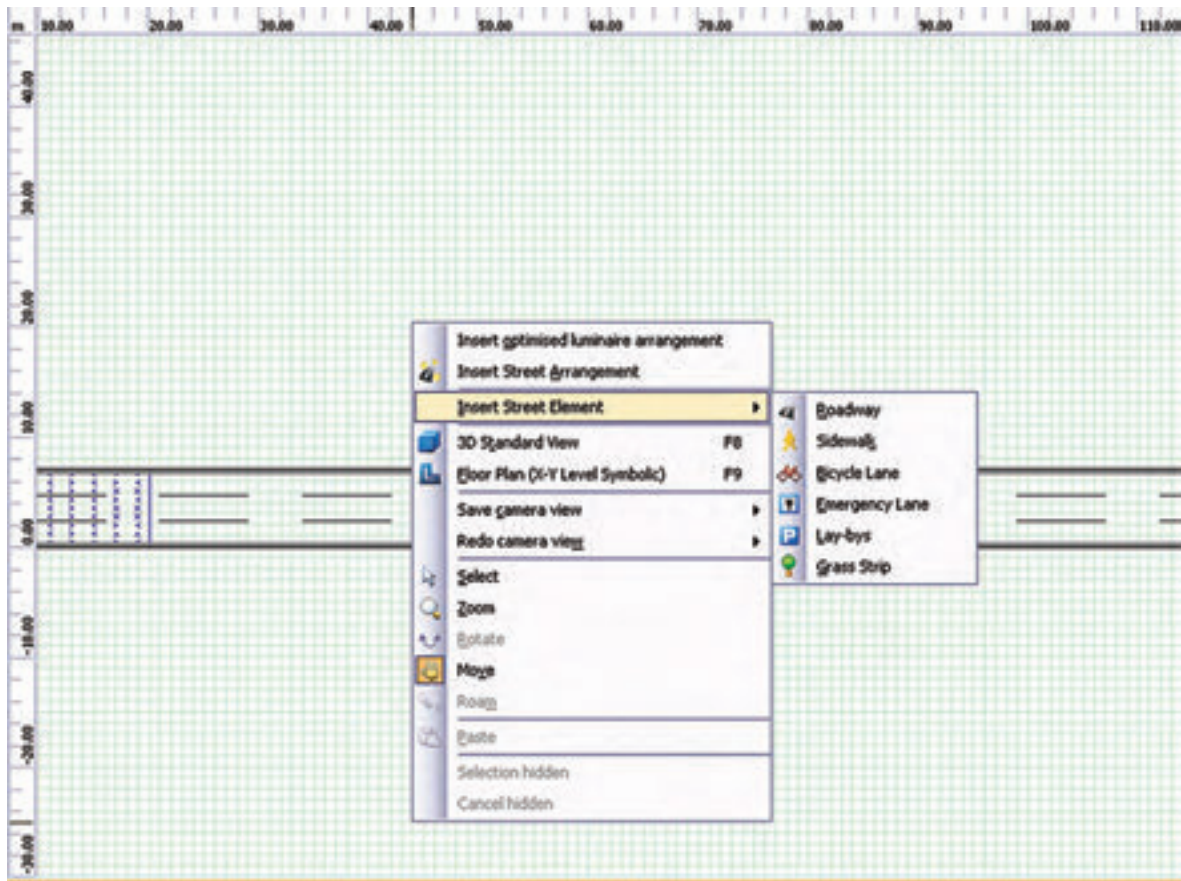 m 10.00 20.00 30.00 40.00 50.00 60.00 70.00 80.00 90.00 100.00 110.00
40.00
30.00
20.00
10.00
0.00
-10.00
-20.00
-30.00
Insert optimised luminaire arrangement
Insert Street Arrangement
Insert Street Element
3D Standard View F8
Floor Plan (X-Y Level Symbolic) F9
Save camera view
Redo camera view
Select
Zoom
Rotate
Move
Roam
Paste
Selection hidden
Cancel hidden
Roadway
Sidewalk
Bicycle Lane
Emergency Lane
Lay-bys
Grass Strip